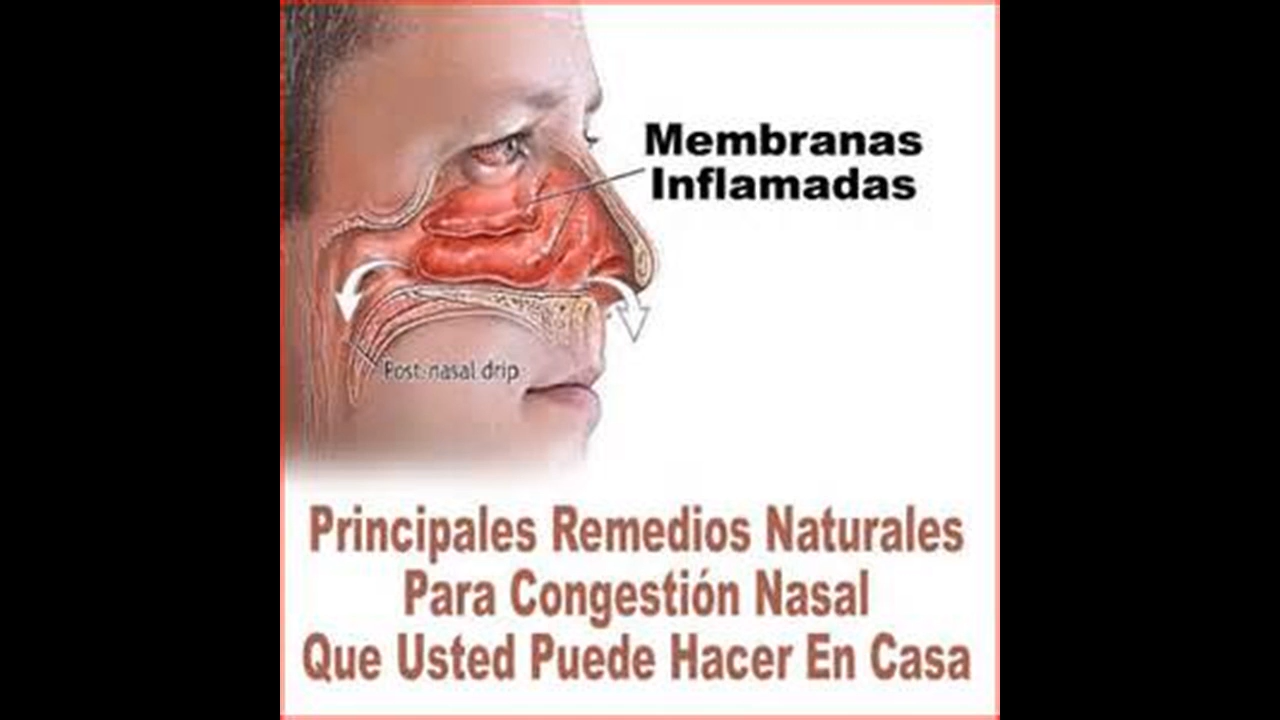 Membranas
Inflamadas
Post-nasal drip
Principales Remedios Naturales
Para Congestión Nasal
Que Usted Puede Hacer En Casa